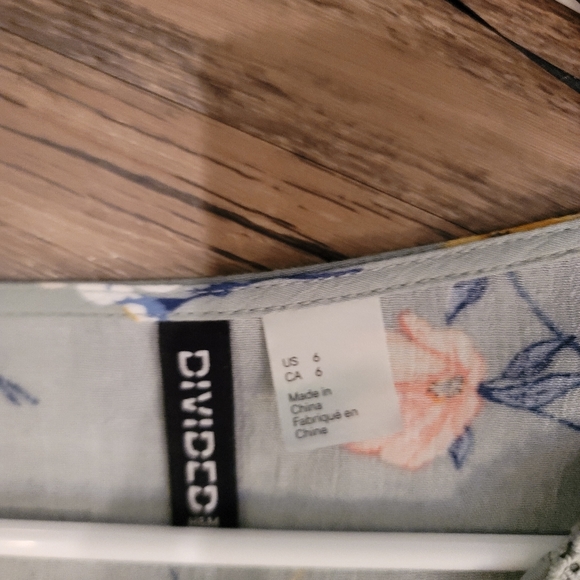 DIVIDED
H&M
US 6
CA 6
Made in
China
Fabriqué en
Chine